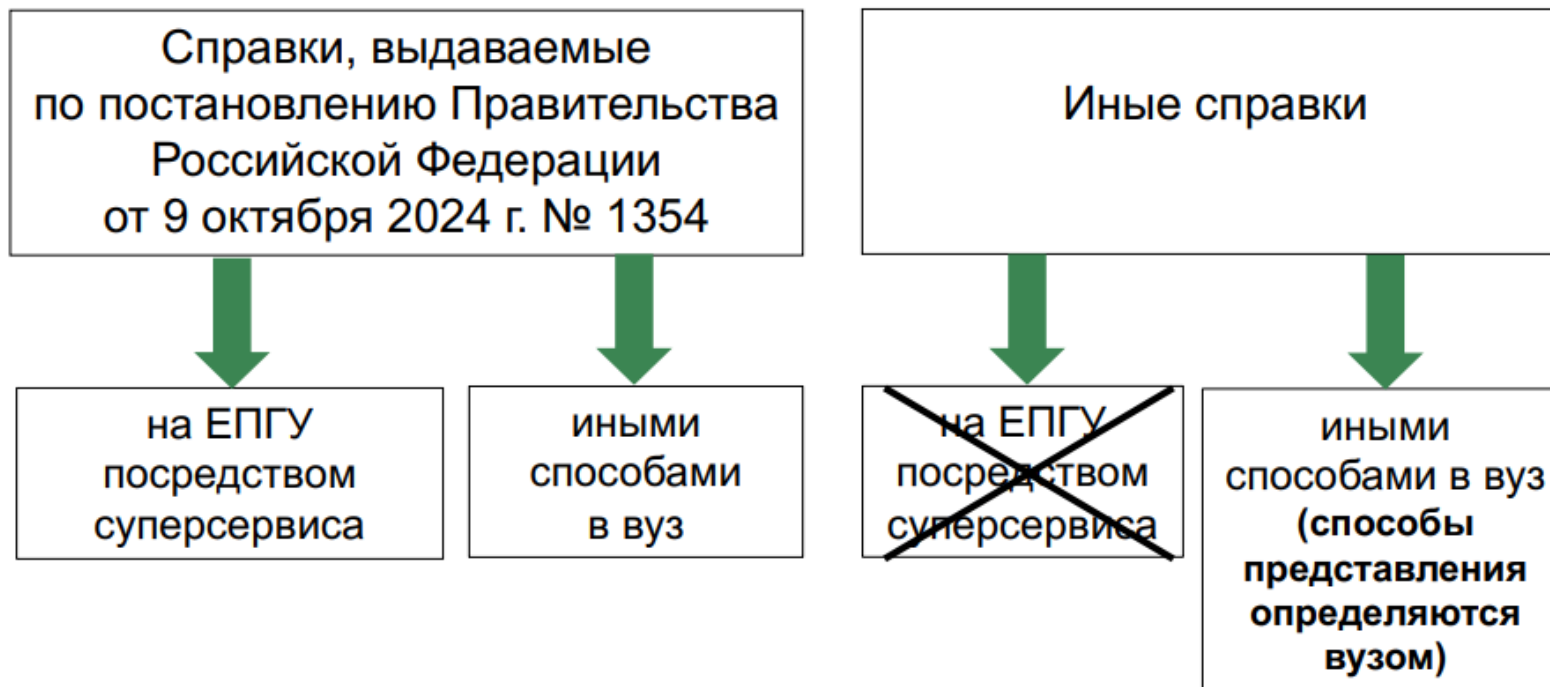 Справки, выдаваемые
по постановлению Правительства
Российской Федерации
от 9 октября 2024 г. № 1354
Иные справки
на ЕПГУ
посредством
суперсервиса
иными
способами
в вуз
на ЕПГУ
посредством
суперсервиса
иными
способами в вуз
(способы
представления
определяются
вузом)